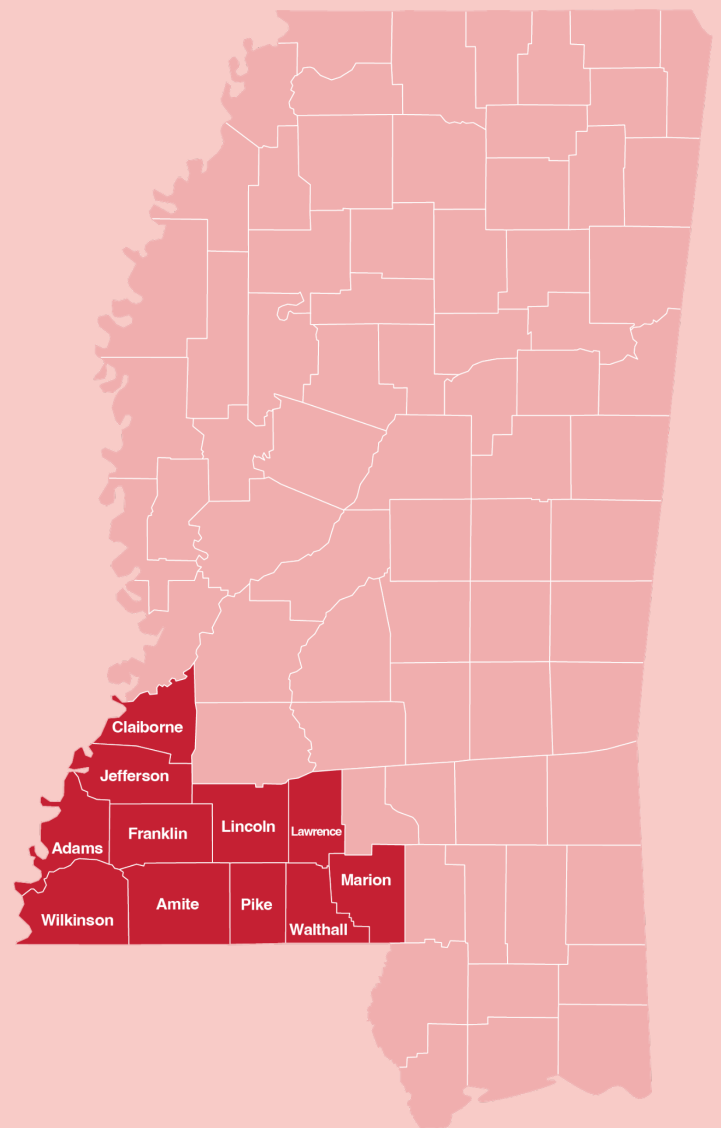 Claiborne
Jefferson
Lincoln
Franklin
Lawrence
Adams
Marion
Amite
Pike
Wilkinson
Walthall